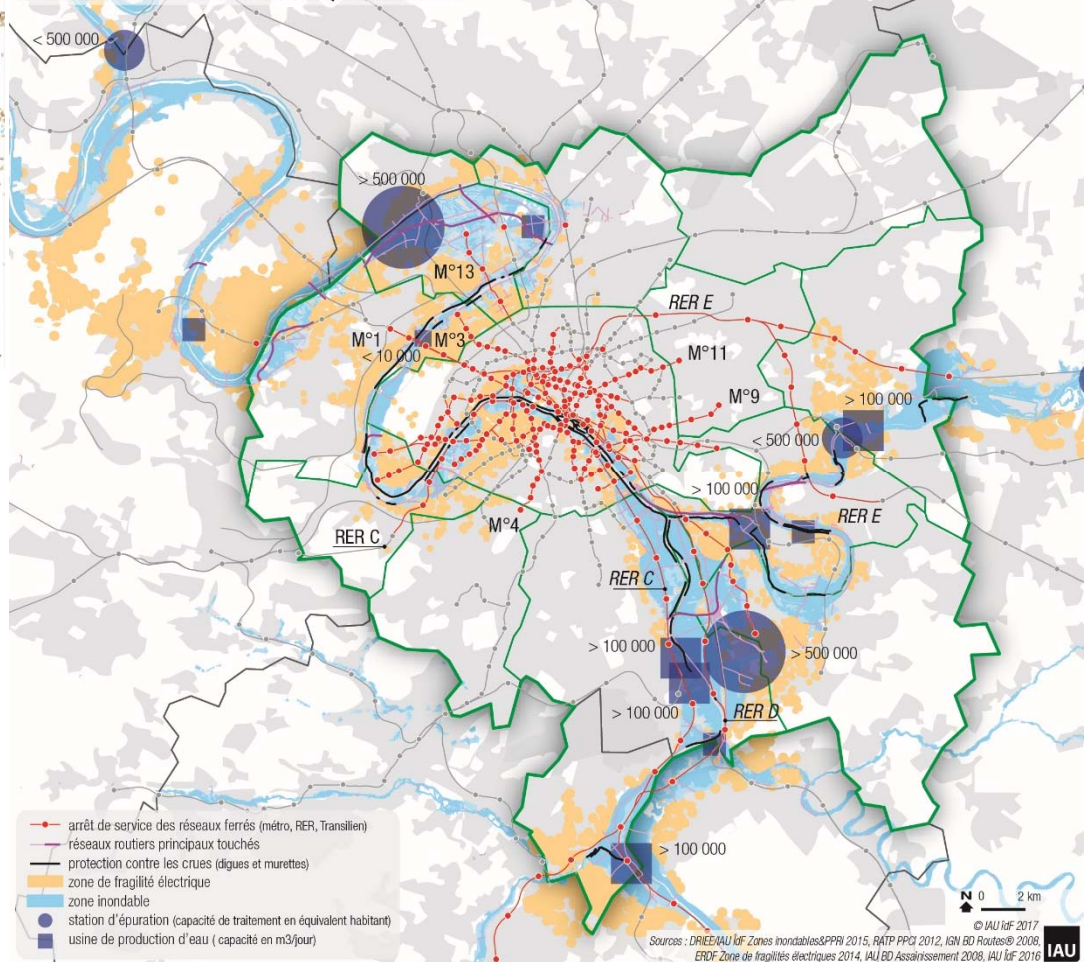 < 500 000
> 500 000
M°13
RER E
M°1
M°3
< 10 000
M°11
M°9
> 100 000
< 500 000
> 100 000
RER E
M°4
RER C
RER C
> 100 000
> 500 000
> 100 000
RER D
> 100 000
arrêt de service des réseaux ferrés (métro, RER, Transilien)
réseaux routiers principaux touchés
protection contre les crues (digues et murettes)
zone de fragilité électrique
zone inondable
station d'épuration (capacité de traitement en équivalent habitant)
usine de production d'eau ( capacité en m3/jour)
N 0 2 km
© IAU îdF 2017
Sources : DRIEE/IAU îdF Zones inondables&PPRI 2015, RATP PPCI 2012, IGN BD Routes® 2008,
ERDF Zone de fragilités électriques 2014, IAU BD Assainissement 2008, IAU îdF 2016
IAU